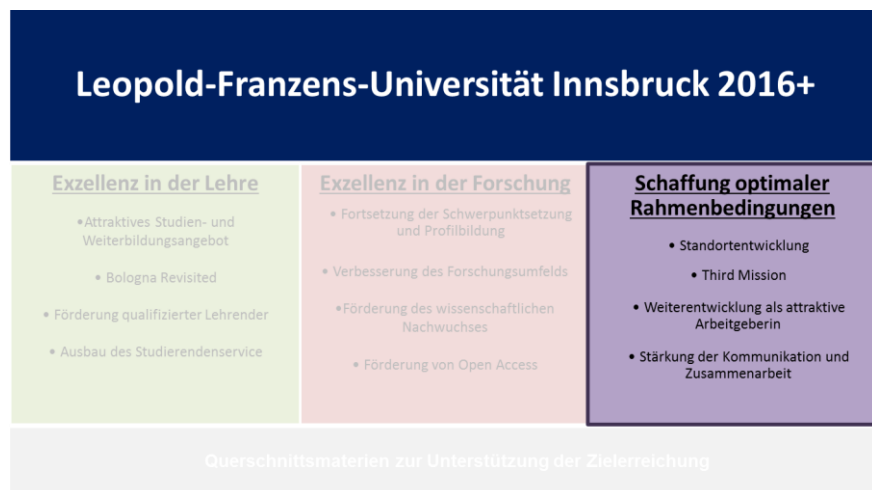 Leopold-Franzens-Universität Innsbruck 2016+
Exzellenz in der Lehre
•Attraktives Studien- und
Weiterbildungsangebot
• Bologna Revisited
• Förderung qualifizierter Lehrender
• Ausbau des Studierendenservice
Exzellenz in der Forschung
• Fortsetzung der Schwerpunktsetzung
und Profilbildung
• Verbesserung des Forschungsumfelds
•Förderung des wissenschaftlichen
Nachwuchses
• Förderung von Open Access
Schaffung optimaler
Rahmenbedingungen
• Standortentwicklung
• Third Mission
• Weiterentwicklung als attraktive
Arbeitgeberin
• Stärkung der Kommunikation und
Zusammenarbeit
Querschnittsmaterien zur Unterstützung der Zielerreichung